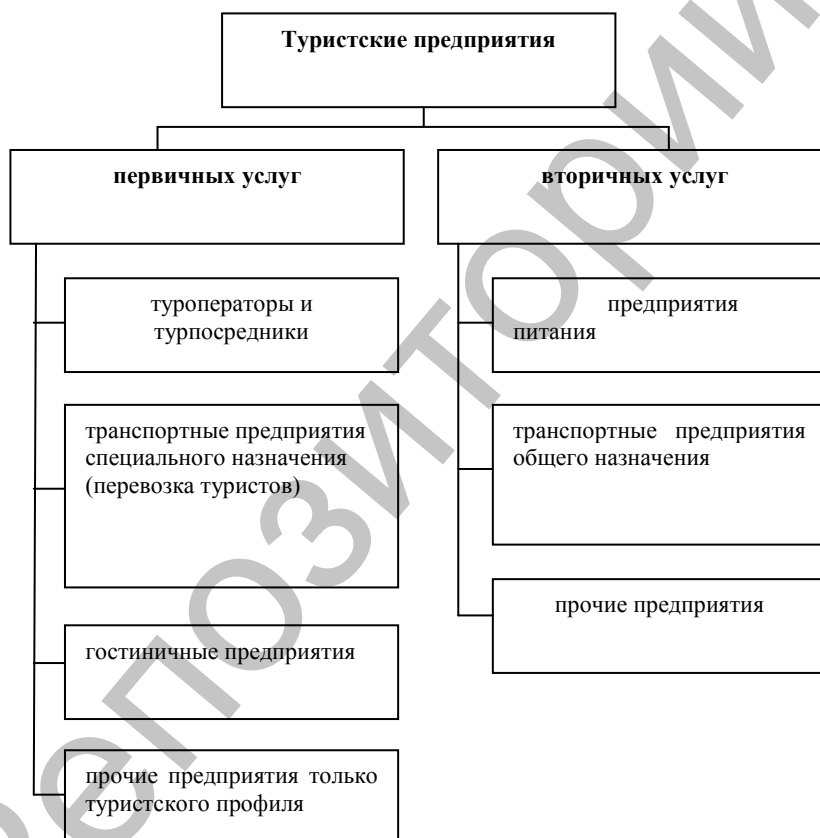 Туристские предприятия
первичных услуг
вторичных услуг
туроператоры и
турпосредники
транспортные предприятия
специального назначения
(перевозка туристов)
гостиничные предприятия
прочие предприятия только
туристского профиля
предприятия
питания
транспортные предприятия
общего назначения
прочие предприятия
Репозитории